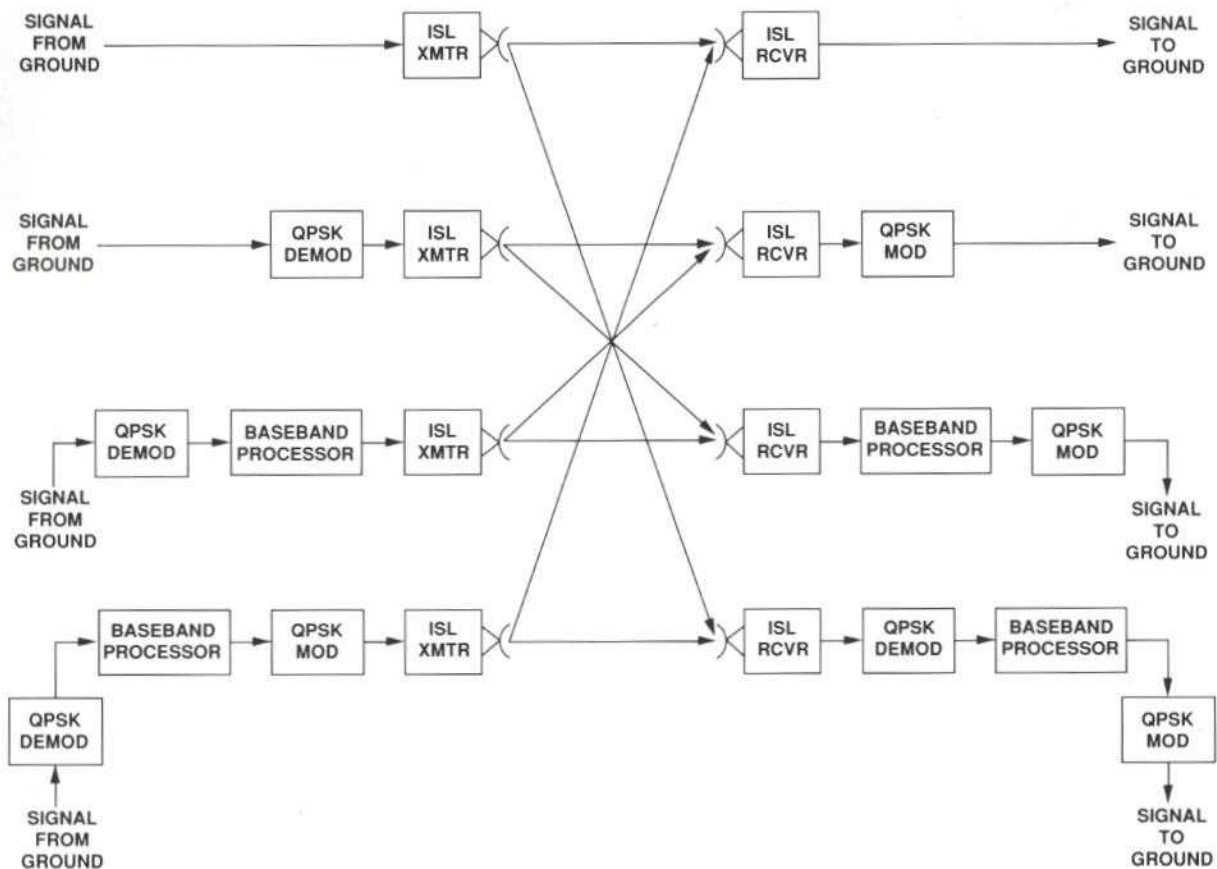 SIGNAL
FROM
GROUND
ISL
XMTR
ISL
RCVR
SIGNAL
TO
GROUND
SIGNAL
FROM
GROUND
QPSK
DEMOD
ISL
XMTR
ISL
RCVR
QPSK
MOD
SIGNAL
TO
GROUND
SIGNAL
FROM
GROUND
QPSK
DEMOD
BASEBAND
PROCESSOR
ISL
XMTR
ISL
RCVR
BASEBAND
PROCESSOR
QPSK
MOD
SIGNAL
TO
GROUND
SIGNAL
FROM
GROUND
QPSK
DEMOD
BASEBAND
PROCESSOR
QPSK
MOD
ISL
XMTR
ISL
RCVR
QPSK
DEMOD
BASEBAND
PROCESSOR
QPSK
MOD
SIGNAL
TO
GROUND